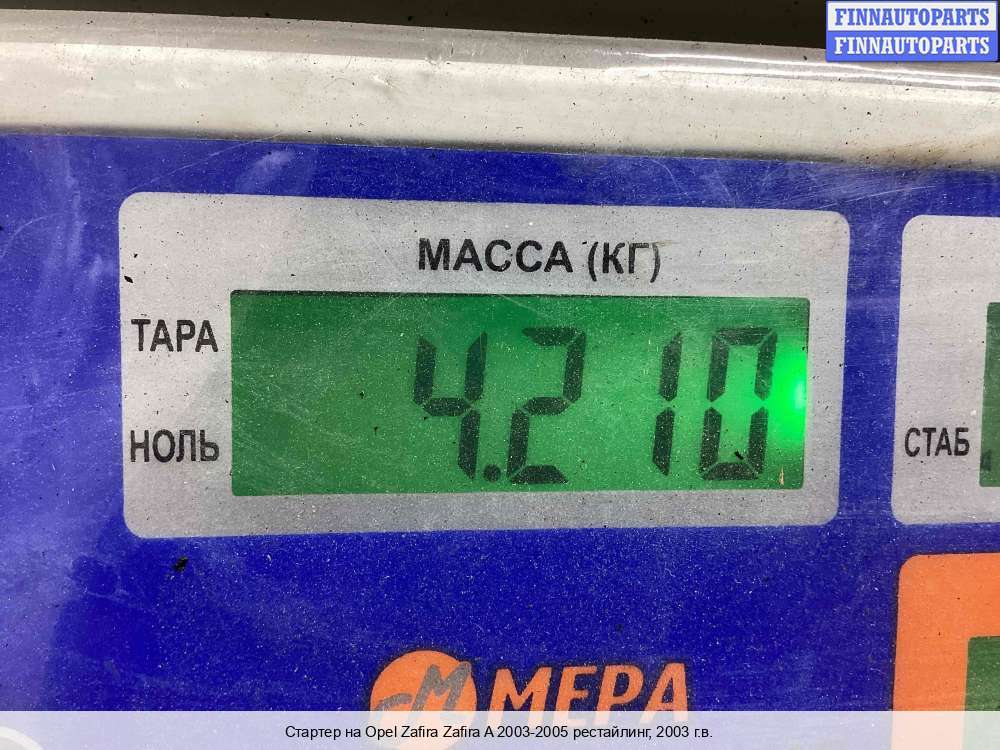 FINNAUTOPARTS
FINNAUTOPARTS
МАССА (КГ)
ТАРА
4.210
НОЛЬ
СТАБ
МЕРА
Стартер на Opel Zafira Zafira A 2003-2005 рестайлинг, 2003 г.в.